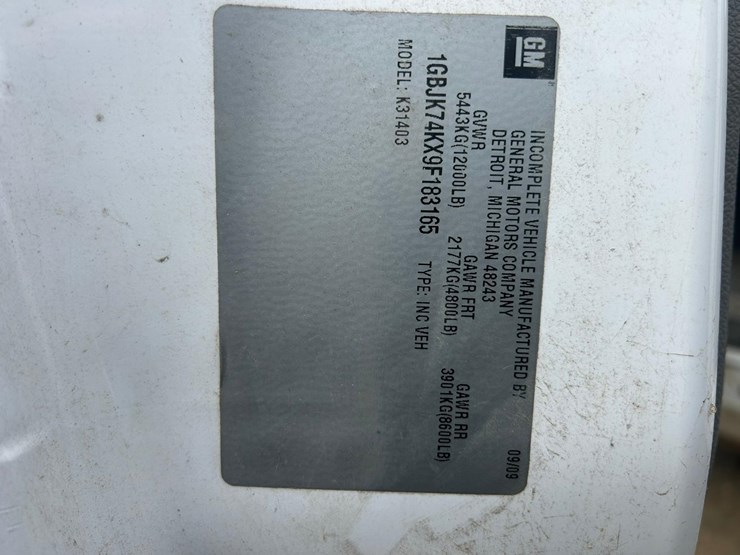 GM
INCOMPLETE VEHICLE MANUFACTURED BY
GENERAL MOTORS COMPANY 09/09
DETROIT, MICHIGAN 48243
GVWR GAWR FRT GAWR RR
5443KG(12000LB) 2177KG(4800LB) 3901KG(8600LB)
1GBJK74KX9F183165 TYPE: INC VEH
MODEL: K31403